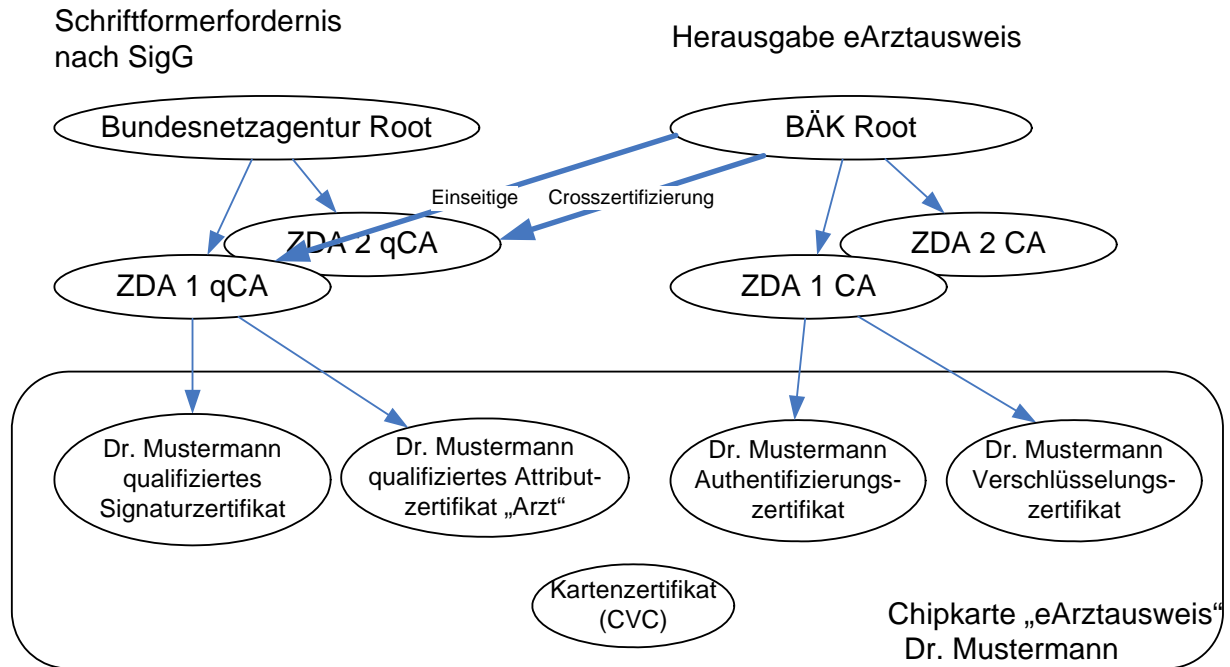 Schriftformerfordernis
nach SigG
Herausgabe eArztausweis
Bundesnetzagentur Root
BÄK Root
Einseitige Crosszertifizierung
ZDA 2 qCA
ZDA 1 qCA
ZDA 2 CA
ZDA 1 CA
Dr. Mustermann
qualifiziertes
Signaturzertifikat
Dr. Mustermann
qualifiziertes Attribut-
zertifikat „Arzt“
Dr. Mustermann
Authentifizierungs-
zertifikat
Dr. Mustermann
Verschlüsselungs-
zertifikat
Kartenzertifikat
(CVC)
Chipkarte „eArztausweis“
Dr. Mustermann